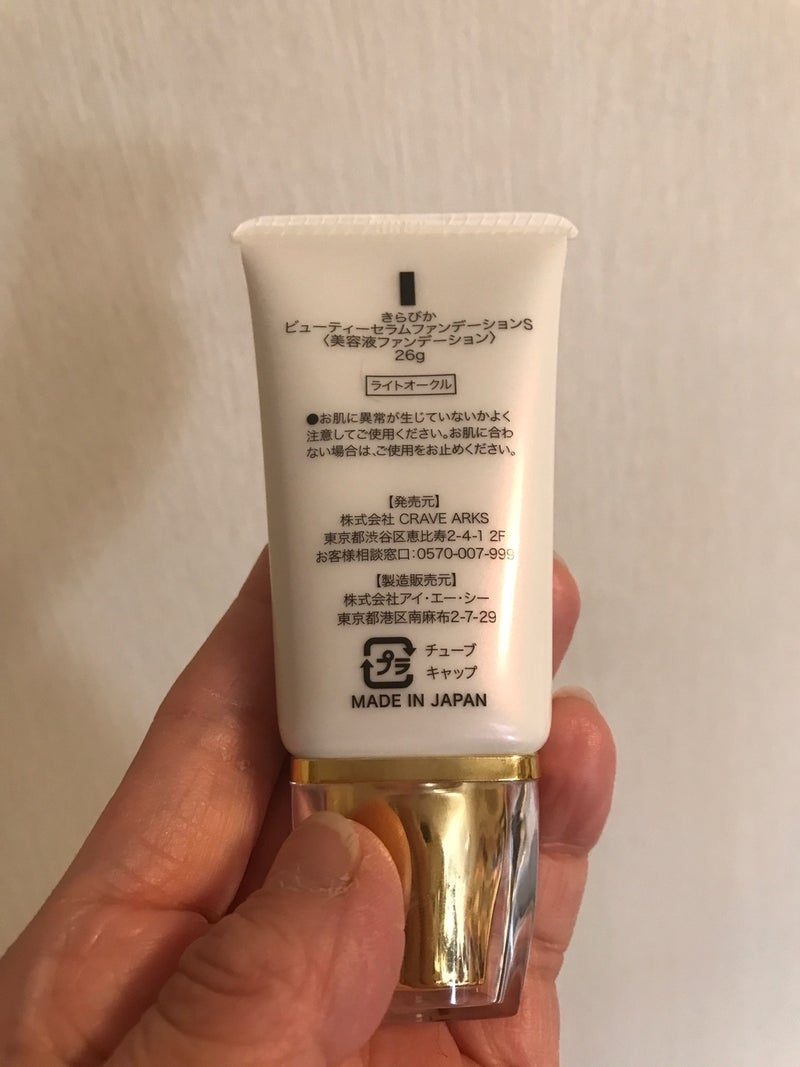 きらぴか
ビューティーセラムファンデーションS
〈美容液ファンデーション〉
26g
ライトオークル
●お肌に異常が生じていないかよく
注意してご使用ください。お肌に合わ
ない場合は、ご使用をお止めください。
【発売元】
株式会社 CRAVE ARKS
東京都渋谷区恵比寿2-4-1 2F
お客様相談窓口:0570-007-999
【製造販売元】
株式会社アイ・エー・シー
東京都港区南麻布2-7-29
プラ チューブ
キャップ
MADE IN JAPAN